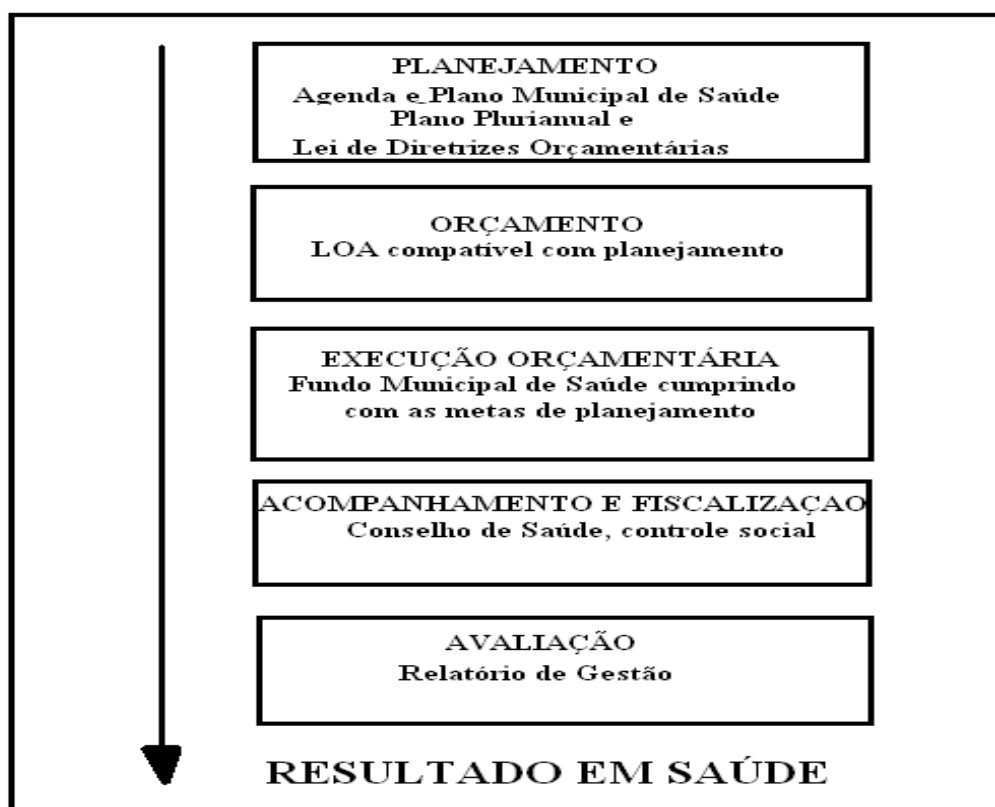 PLANEJAMENTO
Agenda e Plano Municipal de Saúde
Plano Plurianual e
Lei de Diretrizes Orçamentárias
ORÇAMENTO
LOA compatível com planejamento
EXECUÇÃO ORÇAMENTÁRIA
Fundo Municipal de Saúde cumprindo
com as metas de planejamento
ACOMPANHAMENTO E FISCALIZAÇAO
Conselho de Saúde, controle social
AVALIAÇÃO
Relatório de Gestão
RESULTADO EM SAÚDE